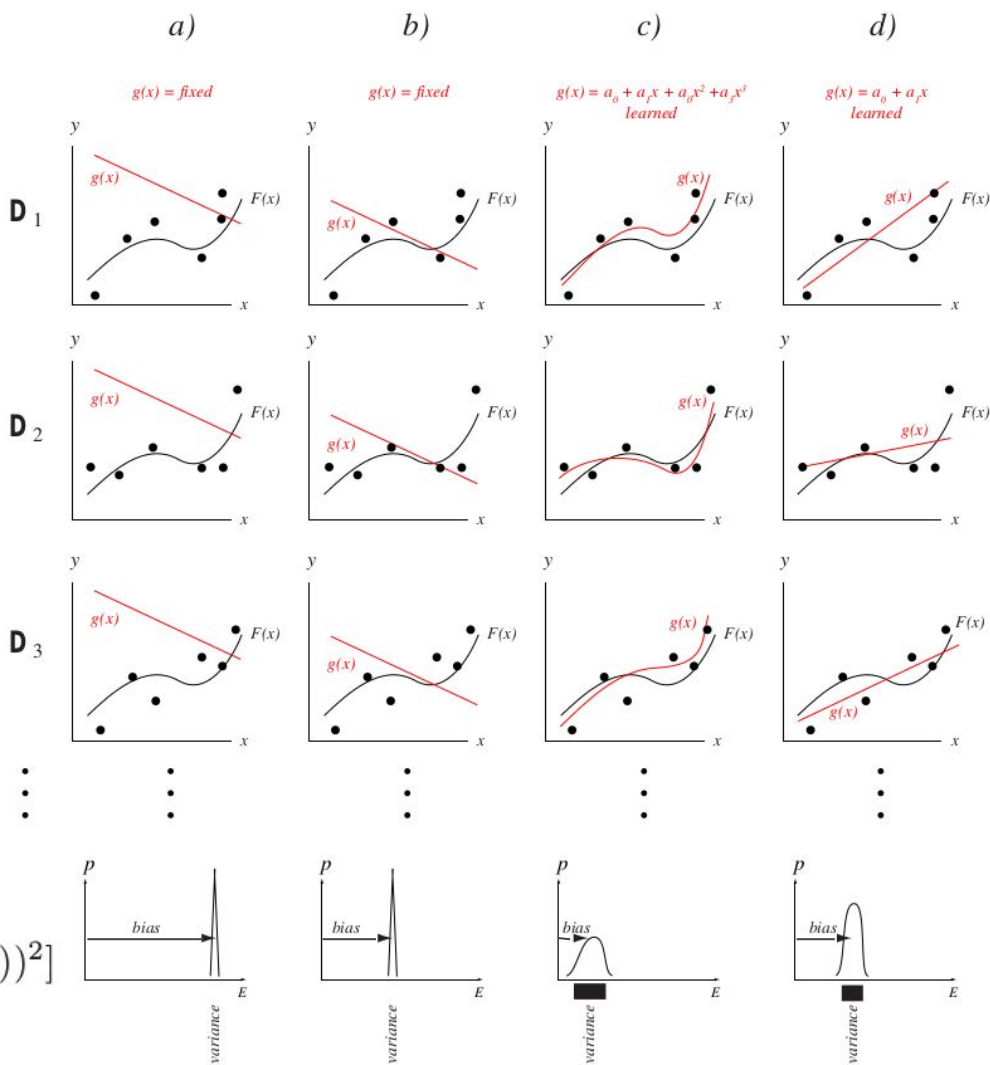 a) b) c) d)
g(x) = fixed g(x) = fixed g(x) = a₀ + a₁x + a₀x² + a₃x³ g(x) = a₀ + a₁x
learned learned
y y y y
g(x) g(x) g(x) g(x)
D₁ F(x) F(x) F(x) F(x)
x x x x
y y y y
g(x) g(x) g(x) g(x)
D₂ F(x) F(x) F(x) F(x)
x x x x
y y y y
g(x) g(x) g(x) g(x)
D₃ F(x) F(x) F(x) F(x)
x x x x
p p p p
bias bias bias bias
))²]
E E E E
variance variance variance variance